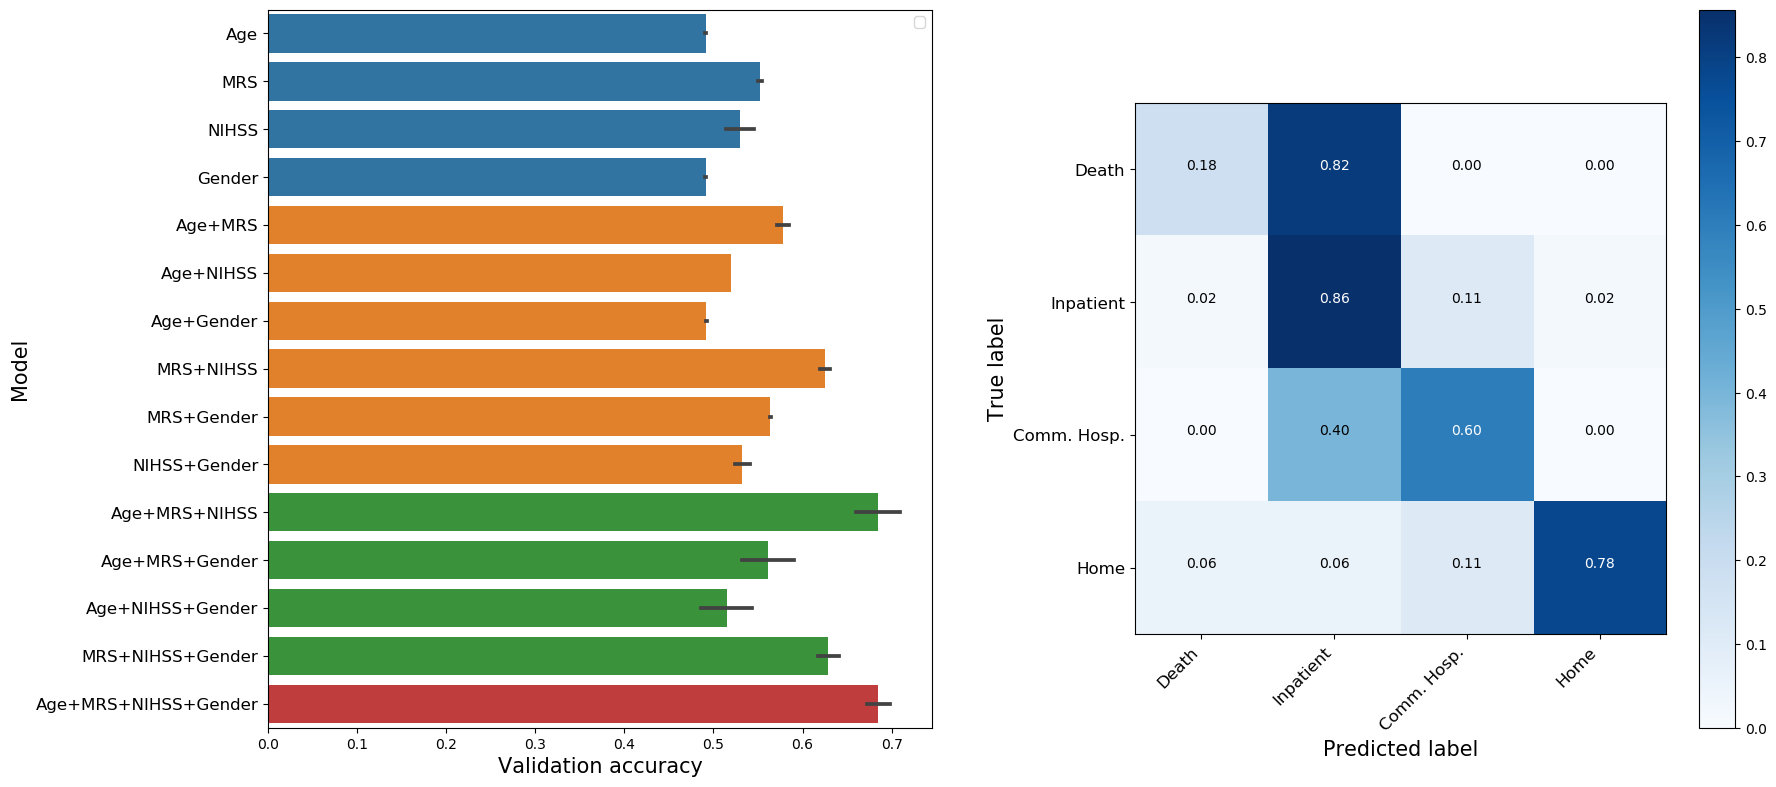 Model
Age
MRS
NIHSS
Gender
Age+MRS
Age+NIHSS
Age+Gender
MRS+NIHSS
MRS+Gender
NIHSS+Gender
Age+MRS+NIHSS
Age+MRS+Gender
Age+NIHSS+Gender
MRS+NIHSS+Gender
Age+MRS+NIHSS+Gender
0.0 0.1 0.2 0.3 0.4 0.5 0.6 0.7
Validation accuracy
True label
Death 0.18 0.82 0.00 0.00
Inpatient 0.02 0.86 0.11 0.02
Comm. Hosp. 0.00 0.40 0.60 0.00
Home 0.06 0.06 0.11 0.78
Death Inpatient Comm. Hosp. Home
Predicted label
0.8
0.7
0.6
0.5
0.4
0.3
0.2
0.1
0.0